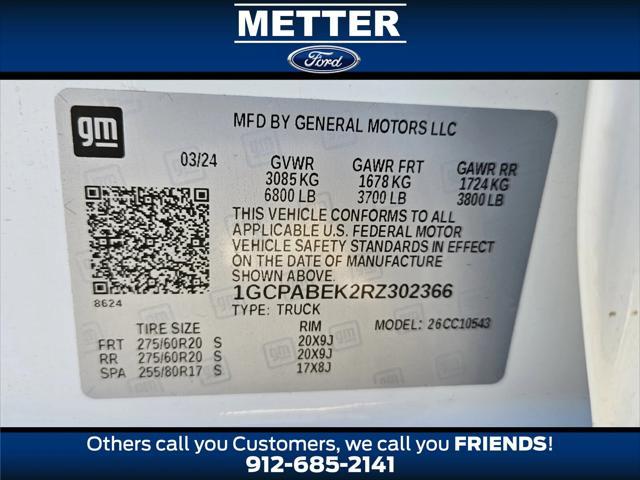 METTER
Ford
gm
MFD BY GENERAL MOTORS LLC
03/24
GVWR
3085 KG
6800 LB
GAWR FRT
1678 KG
3700 LB
GAWR RR
1724 KG
3800 LB
THIS VEHICLE CONFORMS TO ALL
APPLICABLE U.S. FEDERAL MOTOR
VEHICLE SAFETY STANDARDS IN EFFECT
ON THE DATE OF MANUFACTURE
SHOWN ABOVE.
1GCPABEK2RZ302366
TYPE: TRUCK
MODEL: 26CC10543
8624
TIRE SIZE RIM
FRT 275/60R20 S 20X9J
RR 275/60R20 S 20X9J
SPA 255/80R17 S 17X8J
Others call you Customers, we call you FRIENDS!
912-685-2141